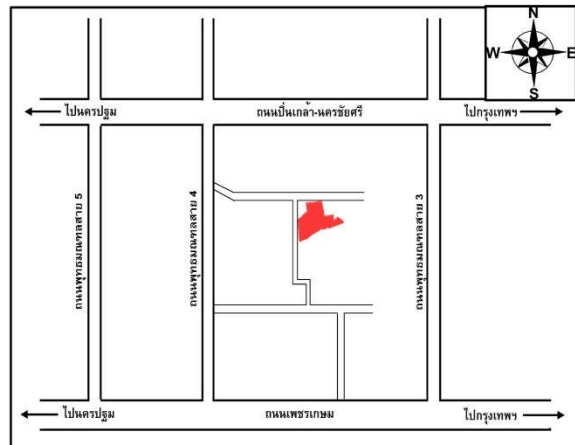 N
W E
S
ไปนครปฐม ถนนปิ่นเกล้า-นครชัยศรี ไปกรุงเทพฯ
ถนนพุทธมณฑลสาย 5
ถนนพุทธมณฑลสาย 4
ถนนพุทธมณฑลสาย 3
ไปนครปฐม ถนนเพชรเกษม ไปกรุงเทพฯ